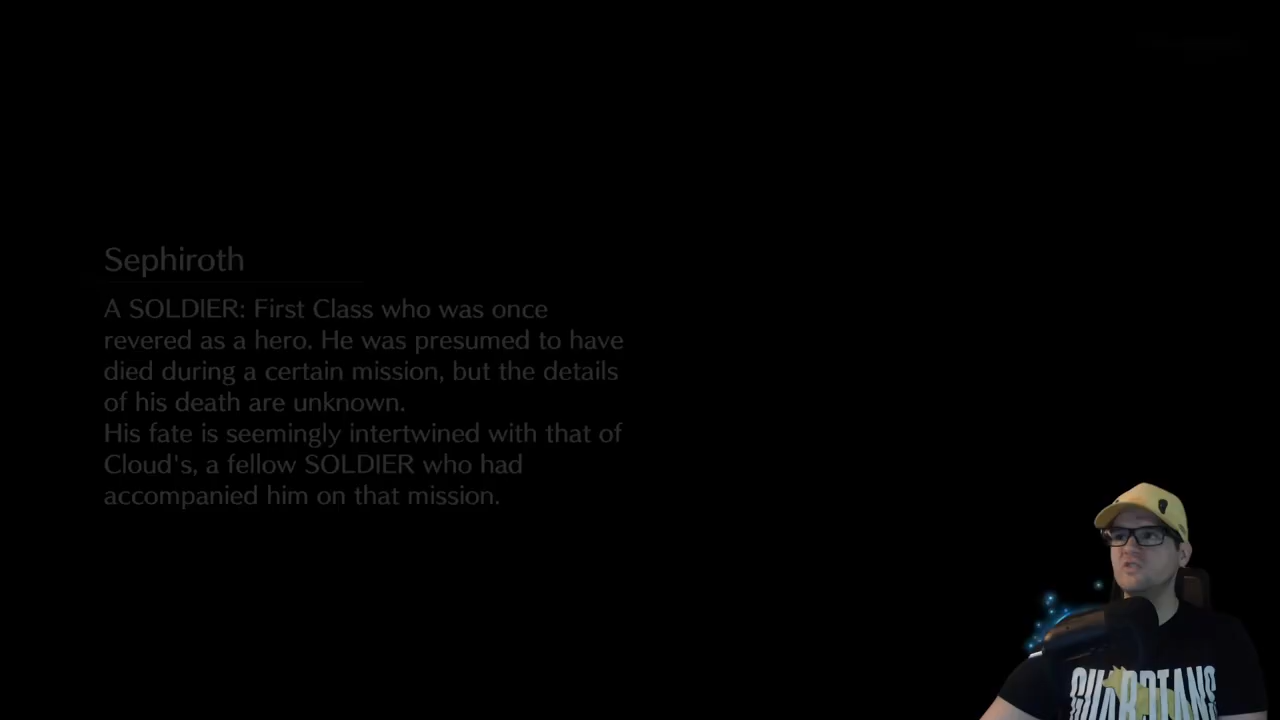 Sephiroth
A SOLDIER: First Class who was once
revered as a hero. He was presumed to have
died during a certain mission, but the details
of his death are unknown.
His fate is seemingly intertwined with that of
Cloud's, a fellow SOLDIER who had
accompanied him on that mission.
GUARDIANS